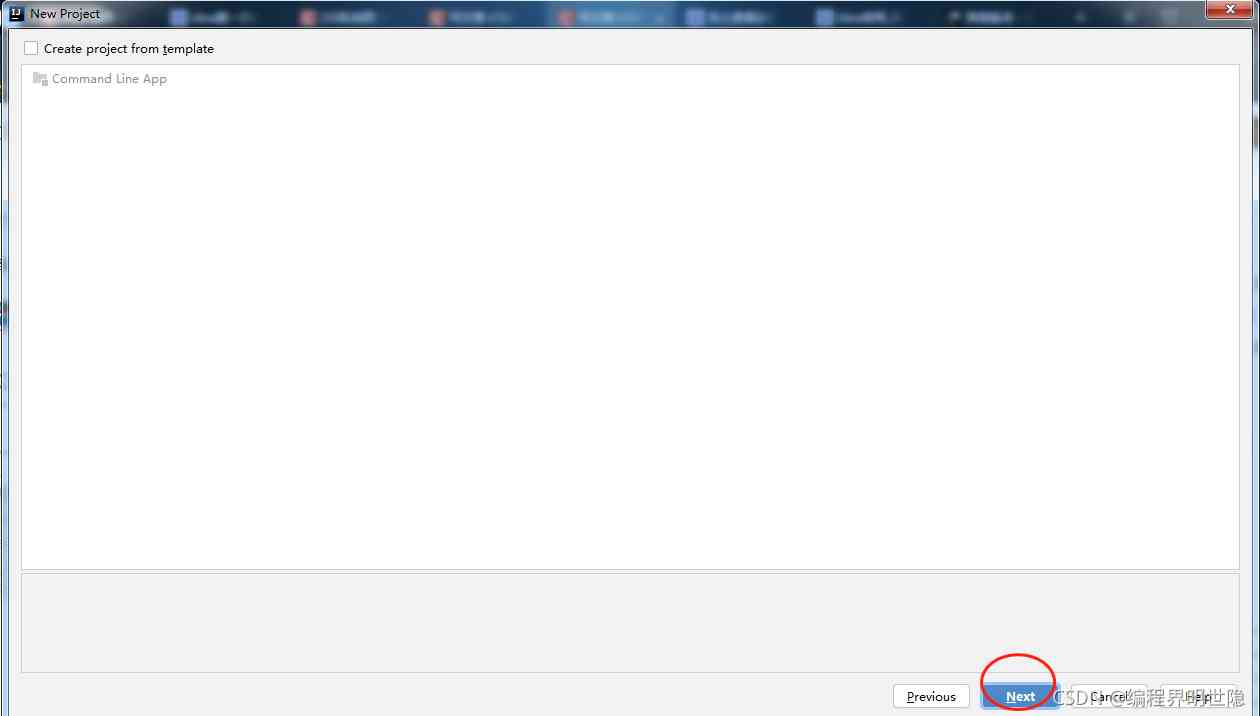 New Project
Create project from template
Command Line App
Previous
Next
Cancel
Help
CSDN @编程界明世隐